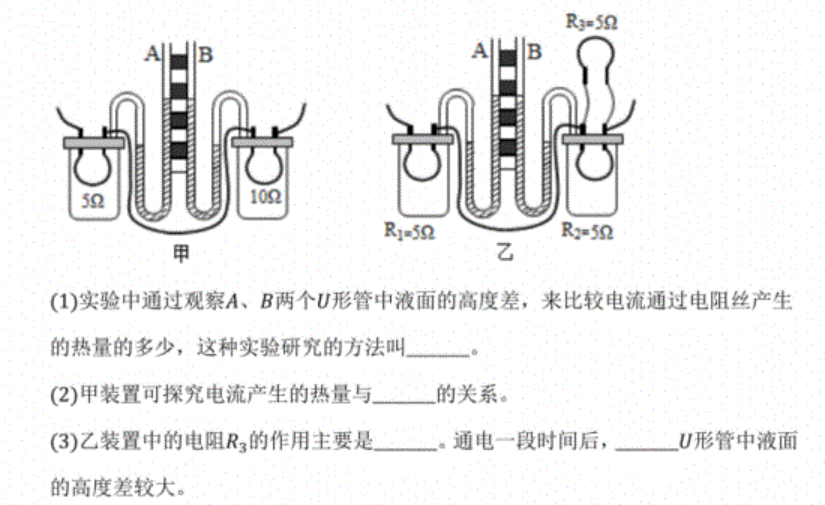 R₃=5Ω
A B A B
5Ω 10Ω
R₁=5Ω R₂=5Ω
甲 乙
(1)实验中通过观察A、B两个U形管中液面的高度差，来比较电流通过电阻丝产生
的热量的多少，这种实验研究的方法叫______。
(2)甲装置可探究电流产生的热量与______的关系。
(3)乙装置中的电阻R₃的作用主要是______。通电一段时间后，______U形管中液面
的高度差较大。